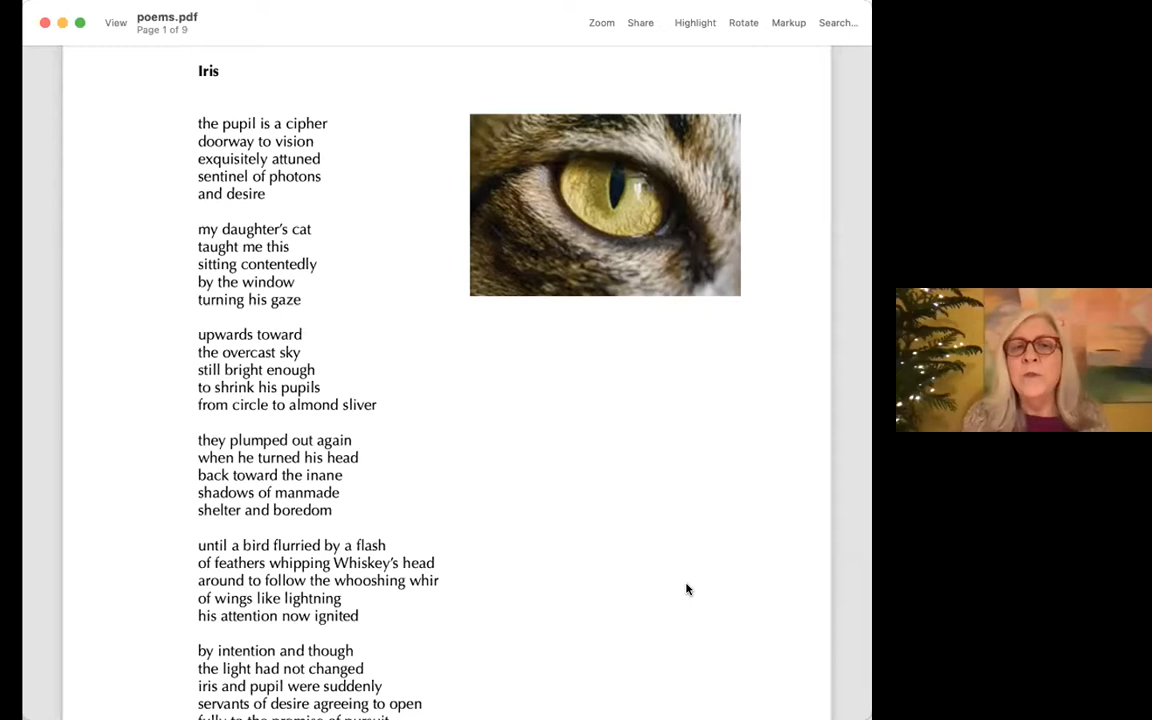 View
poems.pdf
Page 1 of 9
Zoom
Share
Highlight
Rotate
Markup
Search...
Iris
the pupil is a cipher
doorway to vision
exquisitely attuned
sentinel of photons
and desire
my daughter's cat
taught me this
sitting contentedly
by the window
turning his gaze
upwards toward
the overcast sky
still bright enough
to shrink his pupils
from circle to almond sliver
they plumped out again
when he turned his head
back toward the inane
shadows of manmade
shelter and boredom
until a bird flurried by a flash
of feathers whipping Whiskey's head
around to follow the whooshing whir
of wings like lightning
his attention now ignited
by intention and though
the light had not changed
iris and pupil were suddenly
servants of desire agreeing to open
fully to the promise of pursuit